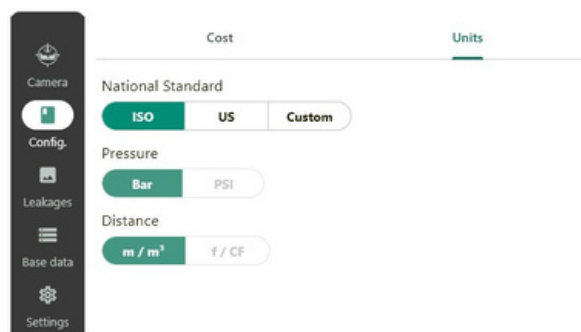 Cost Units
Camera
National Standard
ISO US Custom
Config.
Pressure
Bar PSI
Leakages
Distance
m / m³ f / CF
Base data
Settings